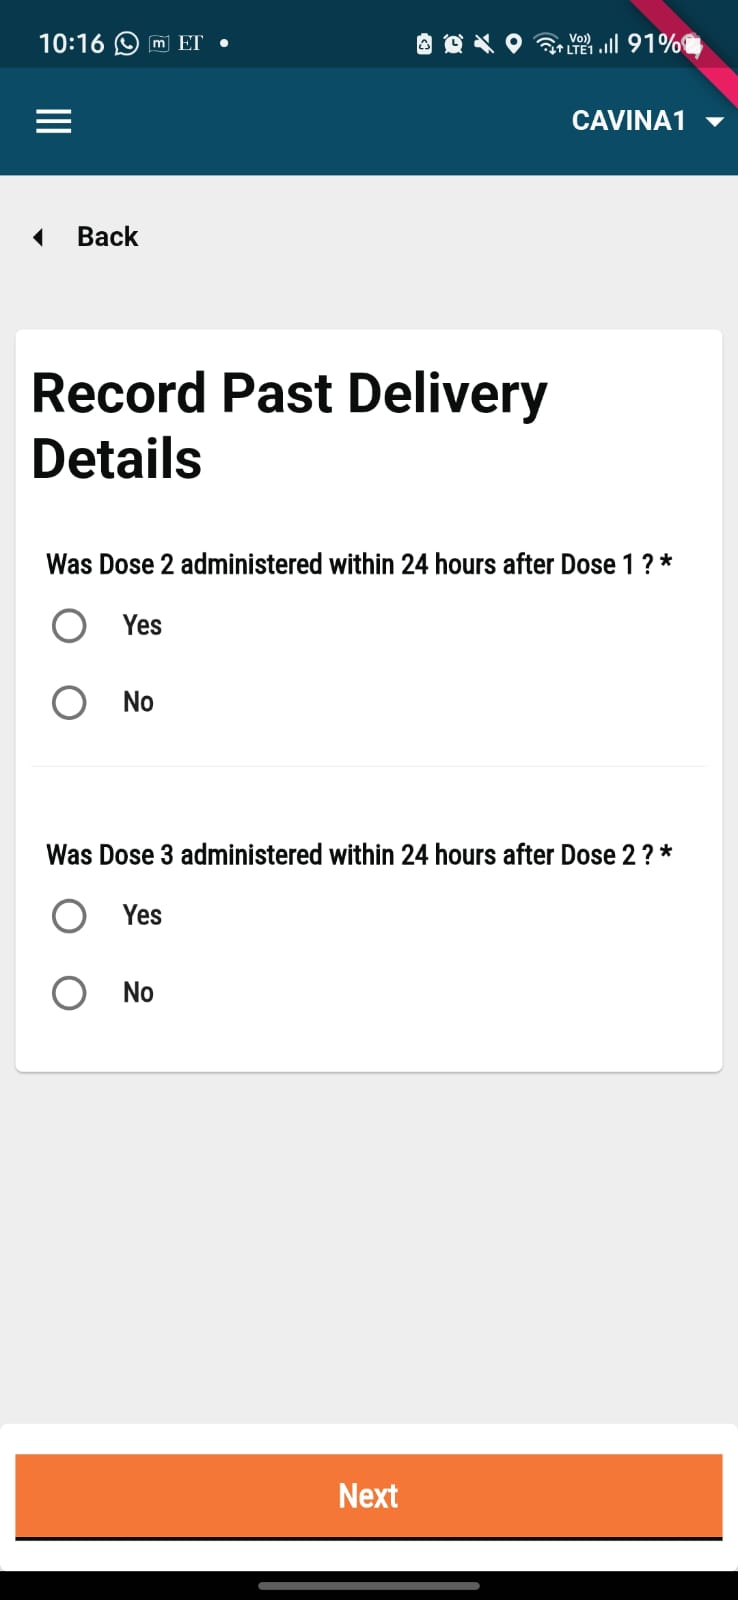 10:16 m ET
Vo)) LTE1 91%
CAVINA1
Back
Record Past Delivery
Details
Was Dose 2 administered within 24 hours after Dose 1 ? *
Yes
No
Was Dose 3 administered within 24 hours after Dose 2 ? *
Yes
No
Next